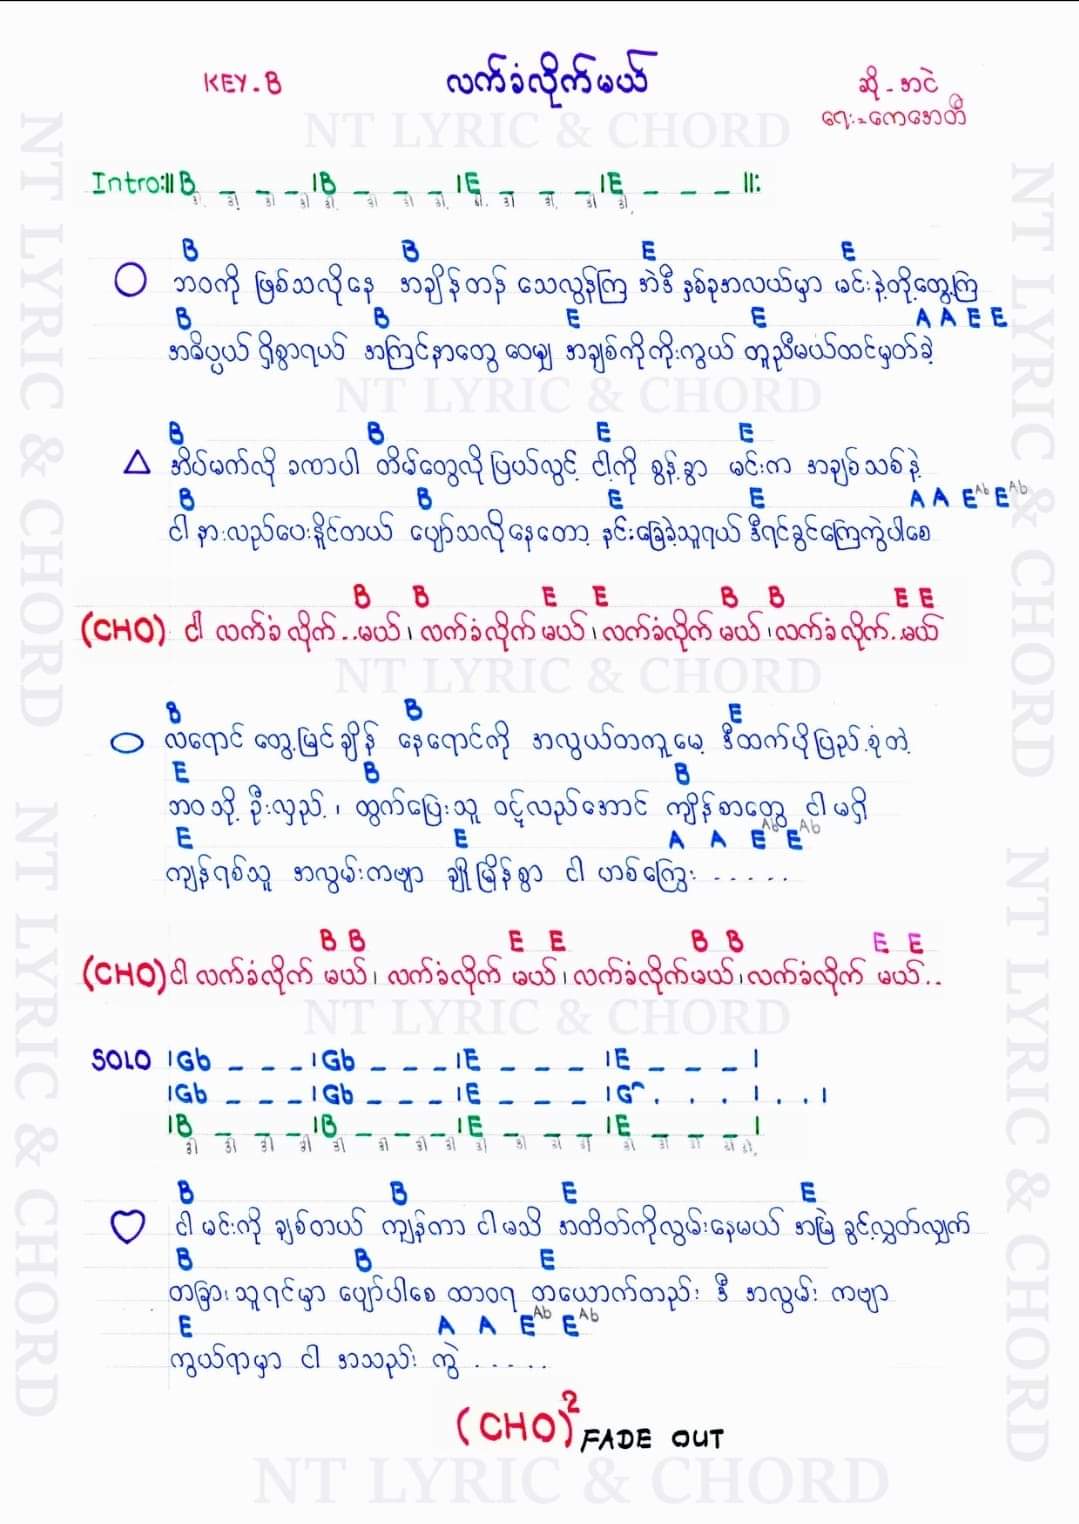 KEY-B
လက်ခံလိုက်မယ်
ဆို - အငဲ
ရေး - ကေအေတီ
NT LYRIC & CHORD
Intro:|| B _ _ _ | B _ _ _ | E _ _ _ | E _ _ _ ||:
B B E E
ဘဝကို ဖြစ်သလိုနေ အချိန်တန် သေလွန်ကြ အဲဒီ နှစ်ခုအလယ်မှာ မင်းနဲ့တို့တွေ့ကြ
B B E E A A E E
အဓိပ္ပယ် ရှိစွာရယ် အကြင်နာတွေ ဝေမျှ အချစ်ကိုကိုးကွယ် တူညီမယ်ထင်မှတ်ခဲ့
NT LYRIC & CHORD
B B E E
အိပ်မက်လို ခဏပါ တိမ်တွေလို ပြယ်လွင့် ငါ့ကို စွန့်ခွာ မင်းက အချစ်သစ်နဲ့
B B E E A A E Ab E Ab
ငါ နားလည်ပေးနိုင်တယ် ပျော်သလိုနေတော့ နင်းခြေခဲ့သူရယ် ဒီရင်ခွင်ကြေကွဲပါစေ
B B E E B B E E
(CHO) ငါ လက်ခံ လိုက်..မယ်၊ လက်ခံလိုက် မယ်၊ လက်ခံလိုက် မယ်၊လက်ခံ လိုက်..မယ်
NT LYRIC & CHORD
B B E
လရောင် တွေ့မြင်ချိန် နေရောင်ကို အလွယ်တကူမေ့ ဒီထက်ပိုပြည့်စုံတဲ့
E B B
ဘဝသို့ ဦးလှည့်၊ ထွက်ပြေးသူ ဝဋ်လည်အောင် ကျိန်စာတွေ ငါမရှိ
E E A A E Ab E Ab
ကျန်ရစ်သူ အလွမ်းကဗျာ ချိုမြိန်စွာ ငါ ဟစ်ကြွေး .....
B B E E B B E E
(CHO) ငါ လက်ခံလိုက် မယ်၊ လက်ခံလိုက် မယ်၊ လက်ခံလိုက်မယ်၊လက်ခံလိုက် မယ်..
NT LYRIC & CHORD
SOLO | Gb _ _ _ | Gb _ _ _ | E _ _ _ | E _ _ _ |
| Gb _ _ _ | Gb _ _ _ | E _ _ _ | G⌢ . . . | . . |
| B _ _ _ | B _ _ _ | E _ _ _ | E _ _ _ |
B B E E
ငါ မင်းကို ချစ်တယ် ကျန်တာ ငါမသိ အတိတ်ကိုလွမ်းနေမယ် အမြဲ ခွင့်လွှတ်လျှက်
B B E
တခြားသူရင်မှာ ပျော်ပါစေ ထာဝရ တယောက်တည်း ဒီ အလွမ်း ကဗျာ
E A A E Ab E Ab
ကွယ်ရာမှာ ငါ အသည်း ကွဲ .....
(CHO)² FADE OUT
NT LYRIC & CHORD